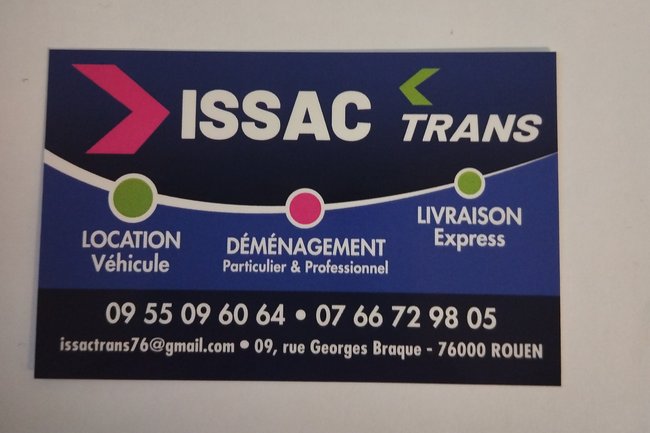 ISSAC TRANS
LOCATION
Véhicule
DÉMÉNAGEMENT
Particulier & Professionnel
LIVRAISON
Express
09 55 09 60 64 • 07 66 72 98 05
issactrans76@gmail.com • 09, rue Georges Braque - 76000 ROUEN